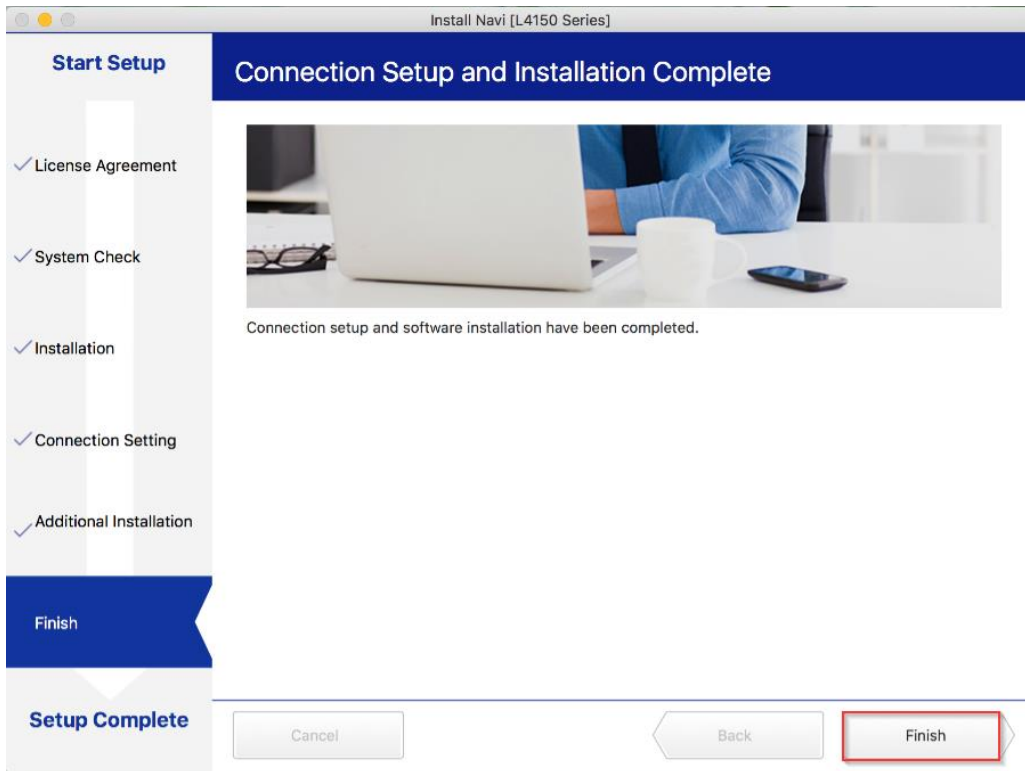 Install Navi [L4150 Series]
Start Setup
Connection Setup and Installation Complete
License Agreement
System Check
Installation
Connection Setting
Additional Installation
Finish
Setup Complete
Connection setup and software installation have been completed.
Cancel
Back
Finish